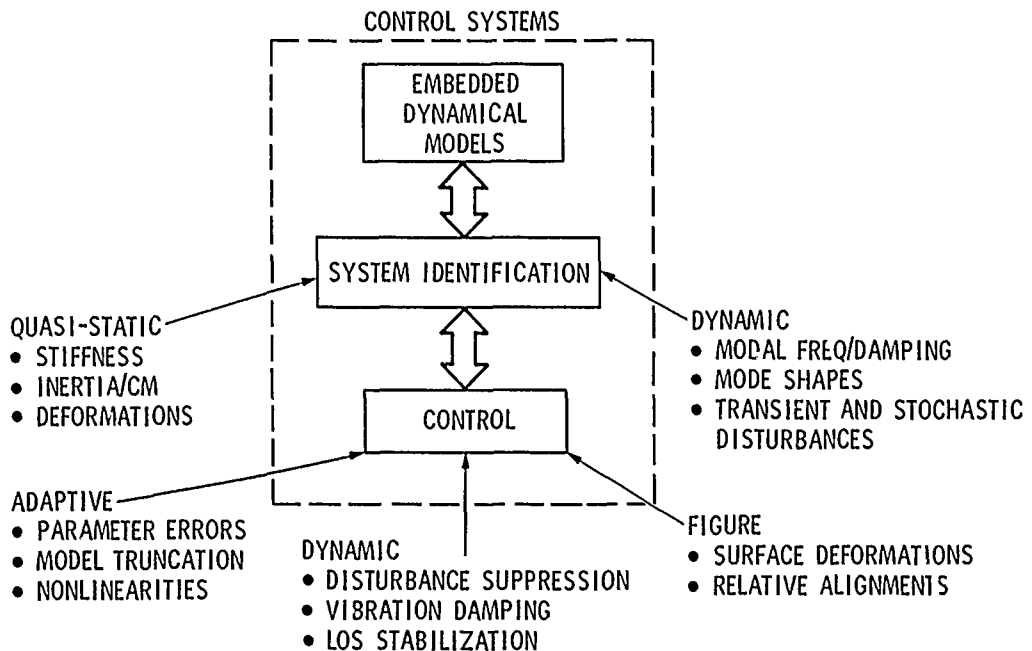 CONTROL SYSTEMS
EMBEDDED
DYNAMICAL
MODELS
SYSTEM IDENTIFICATION
QUASI-STATIC
• STIFFNESS
• INERTIA/CM
• DEFORMATIONS
DYNAMIC
• MODAL FREQ/DAMPING
• MODE SHAPES
• TRANSIENT AND STOCHASTIC
DISTURBANCES
CONTROL
ADAPTIVE
• PARAMETER ERRORS
• MODEL TRUNCATION
• NONLINEARITIES
DYNAMIC
• DISTURBANCE SUPPRESSION
• VIBRATION DAMPING
• LOS STABILIZATION
FIGURE
• SURFACE DEFORMATIONS
• RELATIVE ALIGNMENTS